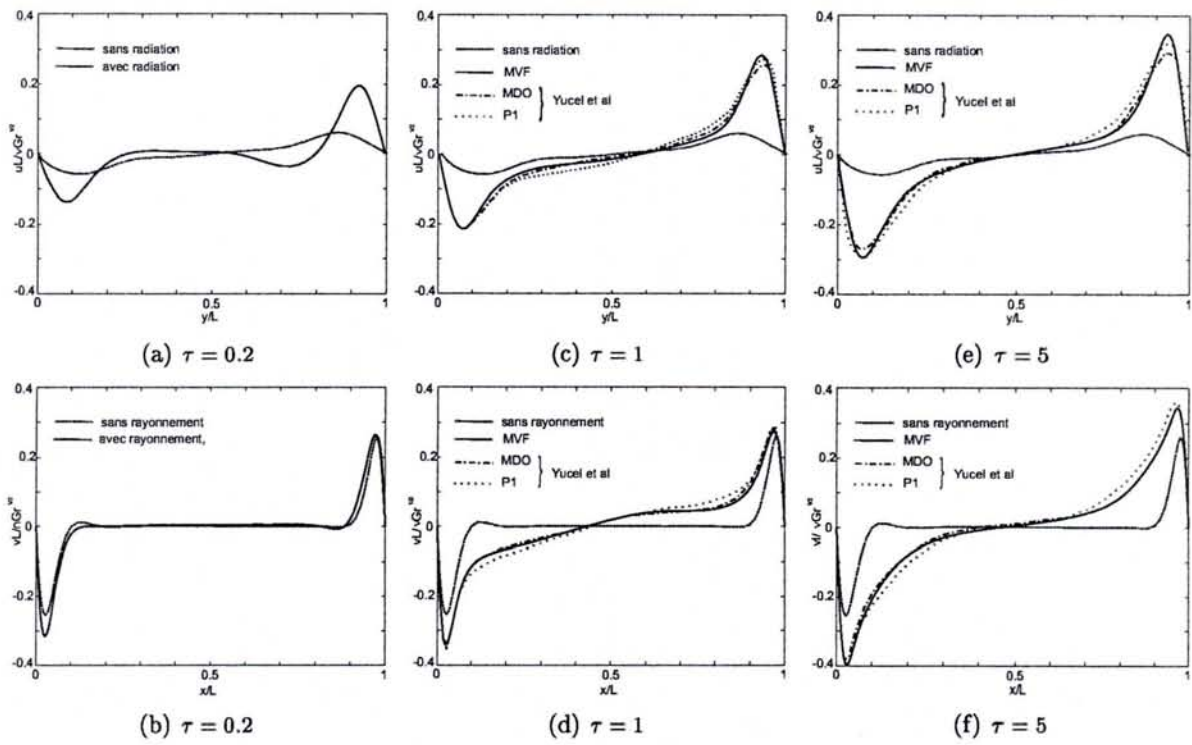 0.4
sans radiation
avec radiation
0.2
0
-0.2
-0.4
0
0.5
1
y/L
(a) τ = 0.2
0.4
sans radiation
MVF
MDO
P1
Yucel et al
0.2
0
-0.2
-0.4
0
0.5
1
y/L
(c) τ = 1
0.4
sans radiation
MVF
MDO
P1
Yucel et al
0.2
0
-0.2
-0.4
0
0.5
1
y/L
(e) τ = 5
0.4
sans rayonnement
avec rayonnement,
0.2
0
-0.2
-0.4
0
0.5
1
x/L
(b) τ = 0.2
0.4
sans rayonnement
MVF
MDO
P1
Yucel et al
0.2
0
-0.2
-0.4
0
0.5
1
x/L
(d) τ = 1
0.4
sans rayonnement
MVF
MDO
P1
Yucel et al
0.2
0
-0.2
-0.4
0
0.5
1
x/L
(f) τ = 5